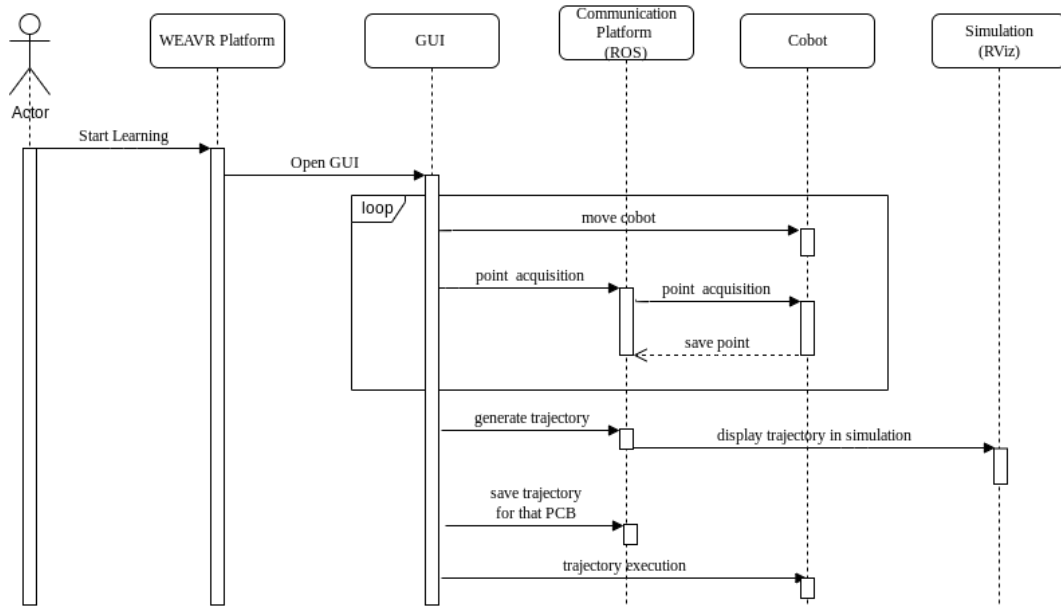 Communication
Platform
(ROS)
WEAVR Platform
GUI
Cobot
Simulation
(RViz)
Actor
Start Learning
Open GUI
loop
move cobot
point acquisition
point acquisition
save point
generate trajectory
display trajectory in simulation
save trajectory
for that PCB
trajectory execution